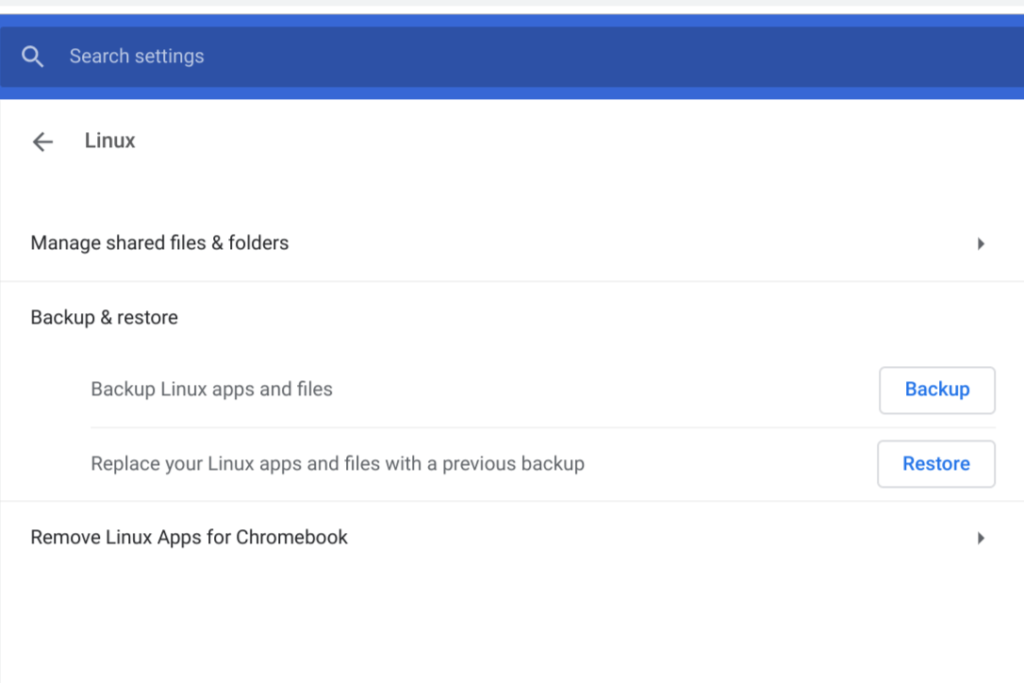 Search settings
Linux
Manage shared files & folders
Backup & restore
Backup Linux apps and files
Backup
Replace your Linux apps and files with a previous backup
Restore
Remove Linux Apps for Chromebook